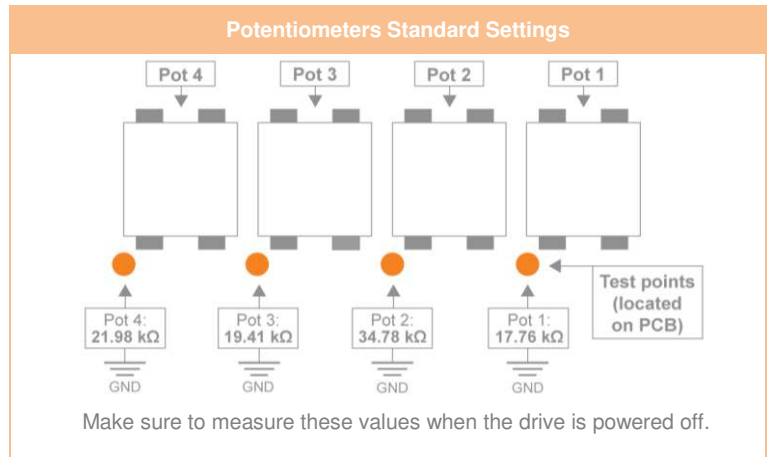 Potentiometers Standard Settings
Pot 4
Pot 3
Pot 2
Pot 1
Test points
(located
on PCB)
Pot 4:
21.98 kΩ
Pot 3:
19.41 kΩ
Pot 2:
34.78 kΩ
Pot 1:
17.76 kΩ
GND
GND
GND
GND
Make sure to measure these values when the drive is powered off.